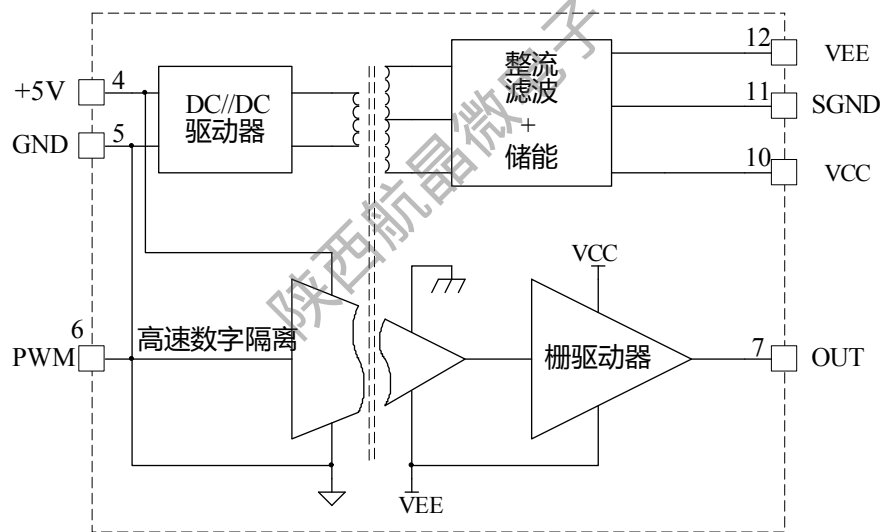 12
VEE
+5V
4
DC//DC
驱动器
整流
滤波
+
储能
11
SGND
GND
5
10
VCC
陕西航晶微电子
VCC
6
PWM
高速数字隔离
栅驱动器
7
OUT
VEE